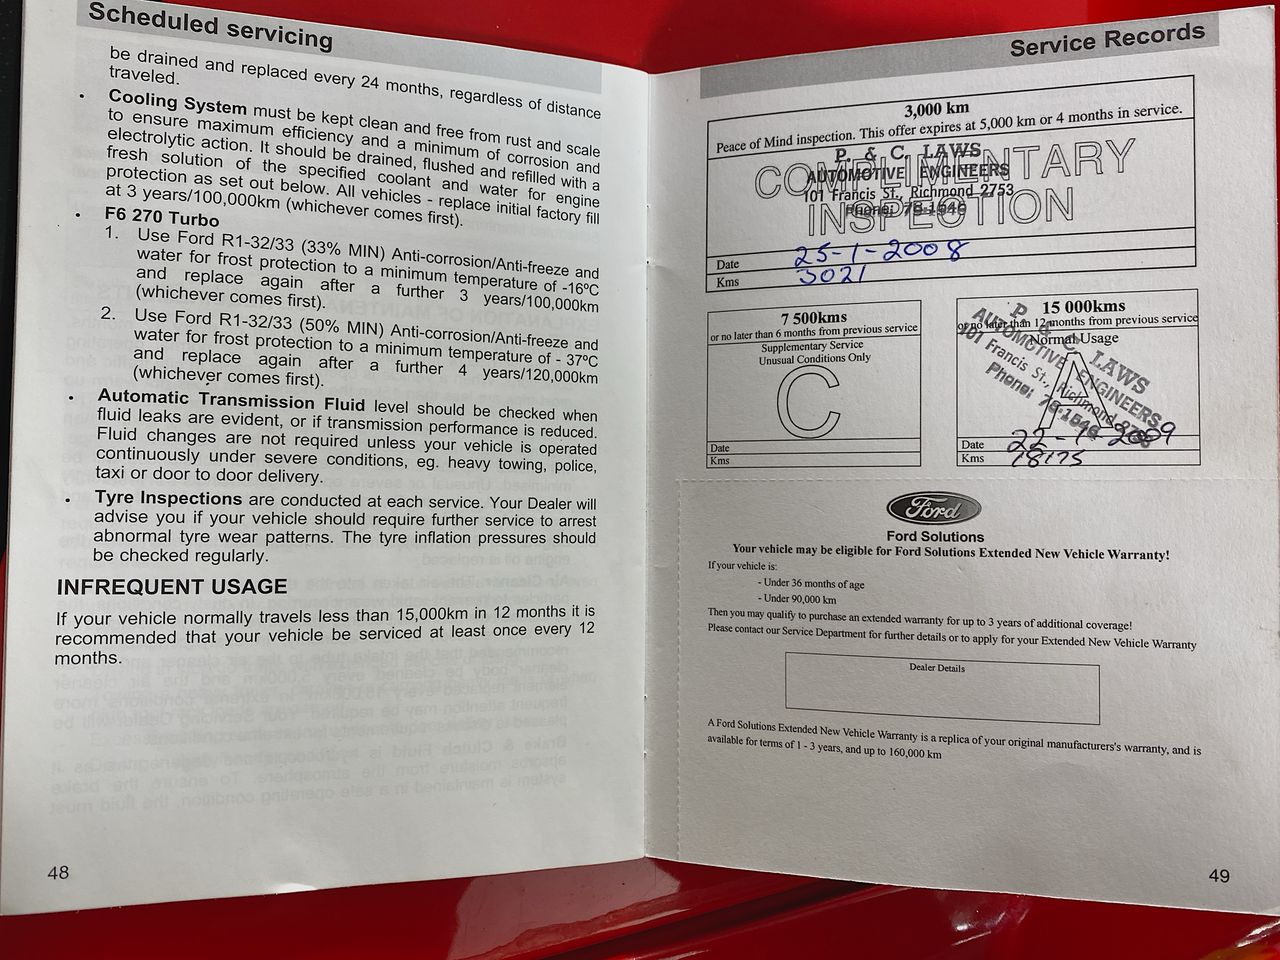 Scheduled servicing
be drained and replaced every 24 months, regardless of distance
traveled.
• Cooling System must be kept clean and free from rust and scale
to ensure maximum efficiency and a minimum of corrosion and
electrolytic action. It should be drained, flushed and refilled with a
fresh solution of the specified coolant and water for engine
protection as set out below. All vehicles - replace initial factory fill
at 3 years/100,000km (whichever comes first).
• F6 270 Turbo
1. Use Ford R1-32/33 (33% MIN) Anti-corrosion/Anti-freeze and
water for frost protection to a minimum temperature of -16ºC
and replace again after a further 3 years/100,000km
(whichever comes first).
2. Use Ford R1-32/33 (50% MIN) Anti-corrosion/Anti-freeze and
water for frost protection to a minimum temperature of - 37ºC
and replace again after a further 4 years/120,000km
(whichever comes first).
• Automatic Transmission Fluid level should be checked when
fluid leaks are evident, or if transmission performance is reduced.
Fluid changes are not required unless your vehicle is operated
continuously under severe conditions, eg. heavy towing, police,
taxi or door to door delivery.
• Tyre Inspections are conducted at each service. Your Dealer will
advise you if your vehicle should require further service to arrest
abnormal tyre wear patterns. The tyre inflation pressures should
be checked regularly.
INFREQUENT USAGE
If your vehicle normally travels less than 15,000km in 12 months it is
recommended that your vehicle be serviced at least once every 12
months.
48
Service Records
3,000 km
Peace of Mind inspection. This offer expires at 5,000 km or 4 months in service.
COMPLIMENTARY
INSPECTION
P. & C. LAWS
AUTOMOTIVE ENGINEERS
101 Francis St., Richmond 2753
Phone: 78-1646
Date 25-1-2008
Kms 3021
7 500kms
or no later than 6 months from previous service
Supplementary Service
Unusual Conditions Only
C
Date
Kms
15 000kms
or no later than 12 months from previous service
Normal Usage
A
P. & C. LAWS
AUTOMOTIVE ENGINEERS
101 Francis St., Richmond 2753
Phone: 78-1646
Date 22-1-2009
Kms 18175
Ford
Ford Solutions
Your vehicle may be eligible for Ford Solutions Extended New Vehicle Warranty!
If your vehicle is:
- Under 36 months of age
- Under 90,000 km
Then you may qualify to purchase an extended warranty for up to 3 years of additional coverage!
Please contact our Service Department for further details or to apply for your Extended New Vehicle Warranty
Dealer Details
A Ford Solutions Extended New Vehicle Warranty is a replica of your original manufacturers's warranty, and is
available for terms of 1 - 3 years, and up to 160,000 km
49